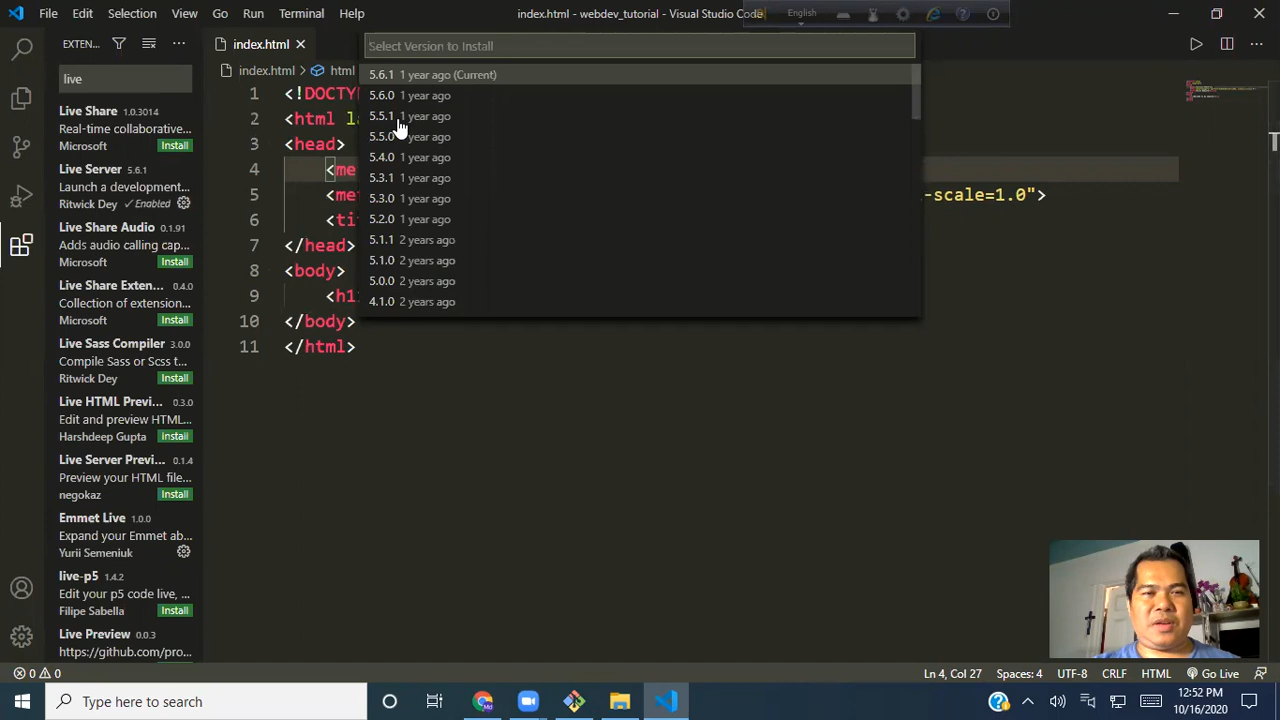 File Edit Selection View Go Run Terminal Help index.html - webdev_tutorial - Visual Studio Code English
EXTEN...
index.html
live
index.html html
Select Version to Install
5.6.1 1 year ago (Current)
5.6.0 1 year ago
5.5.1 1 year ago
5.5.0 year ago
5.4.0 1 year ago
5.3.1 1 year ago
5.3.0 1 year ago
5.2.0 1 year ago
5.1.1 2 years ago
5.1.0 2 years ago
5.0.0 2 years ago
4.1.0 2 years ago
Live Share 1.0.3014
Real-time collaborative...
Microsoft Install
Live Server 5.6.1
Launch a development...
Ritwick Dey ✓ Enabled
Live Share Audio 0.1.91
Adds audio calling cap...
Microsoft Install
Live Share Exten... 0.4.0
Collection of extension...
Microsoft Install
Live Sass Compiler 3.0.0
Compile Sass or Scss t...
Ritwick Dey Install
Live HTML Previ... 0.3.0
Edit and preview HTML...
Harshdeep Gupta Install
Live Server Previ... 0.1.4
Preview your HTML file...
negokaz Install
Emmet Live 1.0.0
Expand your Emmet ab...
Yurii Semeniuk
live-p5 1.4.2
Edit your p5 code live, ...
Filipe Sabella Install
Live Preview 0.0.3
https://github.com/pro...
1 <!DOCTY
2 <html la
3 <head>
4 <me
5 <me -scale=1.0">
6 <ti
7 </head>
8 <body>
9 <h1
10 </body>
11 </html>
0 0 Ln 4, Col 27 Spaces: 4 UTF-8 CRLF HTML Go Live
Type here to search
12:52 PM
10/16/2020